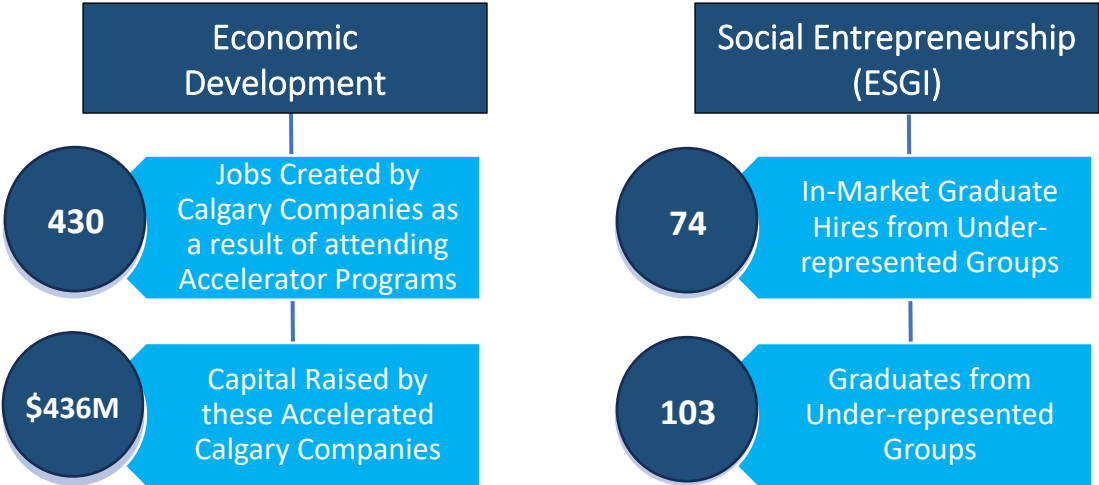 Economic
Development
430
Jobs Created by
Calgary Companies as
a result of attending
Accelerator Programs
$436M
Capital Raised by
these Accelerated
Calgary Companies
Social Entrepreneurship
(ESGI)
74
In-Market Graduate
Hires from Under-
represented Groups
103
Graduates from
Under-represented
Groups